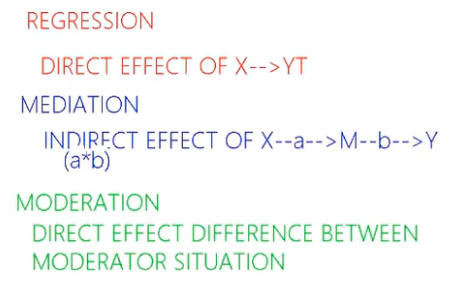 REGRESSION
DIRECT EFFECT OF X-->YT
MEDIATION
INDIRECT EFFECT OF X--a-->M--b-->Y
(a*b)
MODERATION
DIRECT EFFECT DIFFERENCE BETWEEN
MODERATOR SITUATION